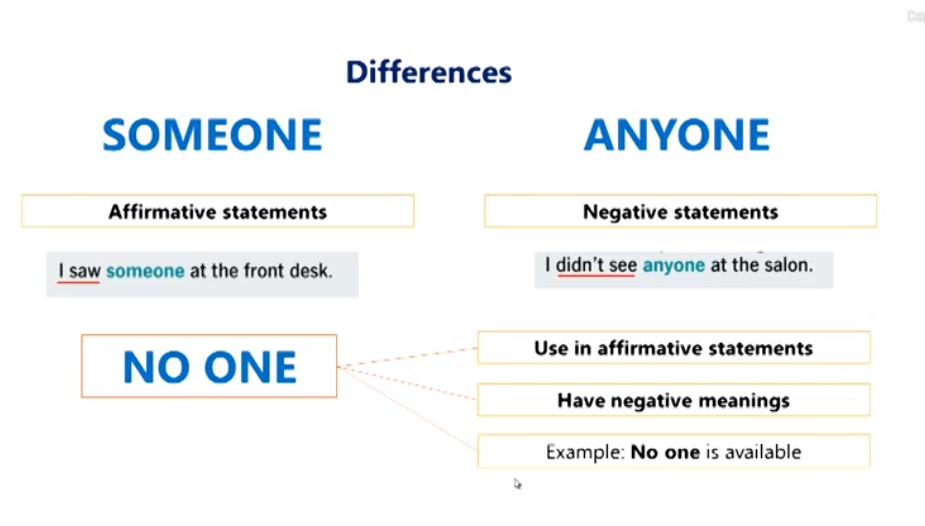 Differences
SOMEONE
ANYONE
Affirmative statements
Negative statements
I saw someone at the front desk.
I didn't see anyone at the salon.
NO ONE
Use in affirmative statements
Have negative meanings
Example: No one is available